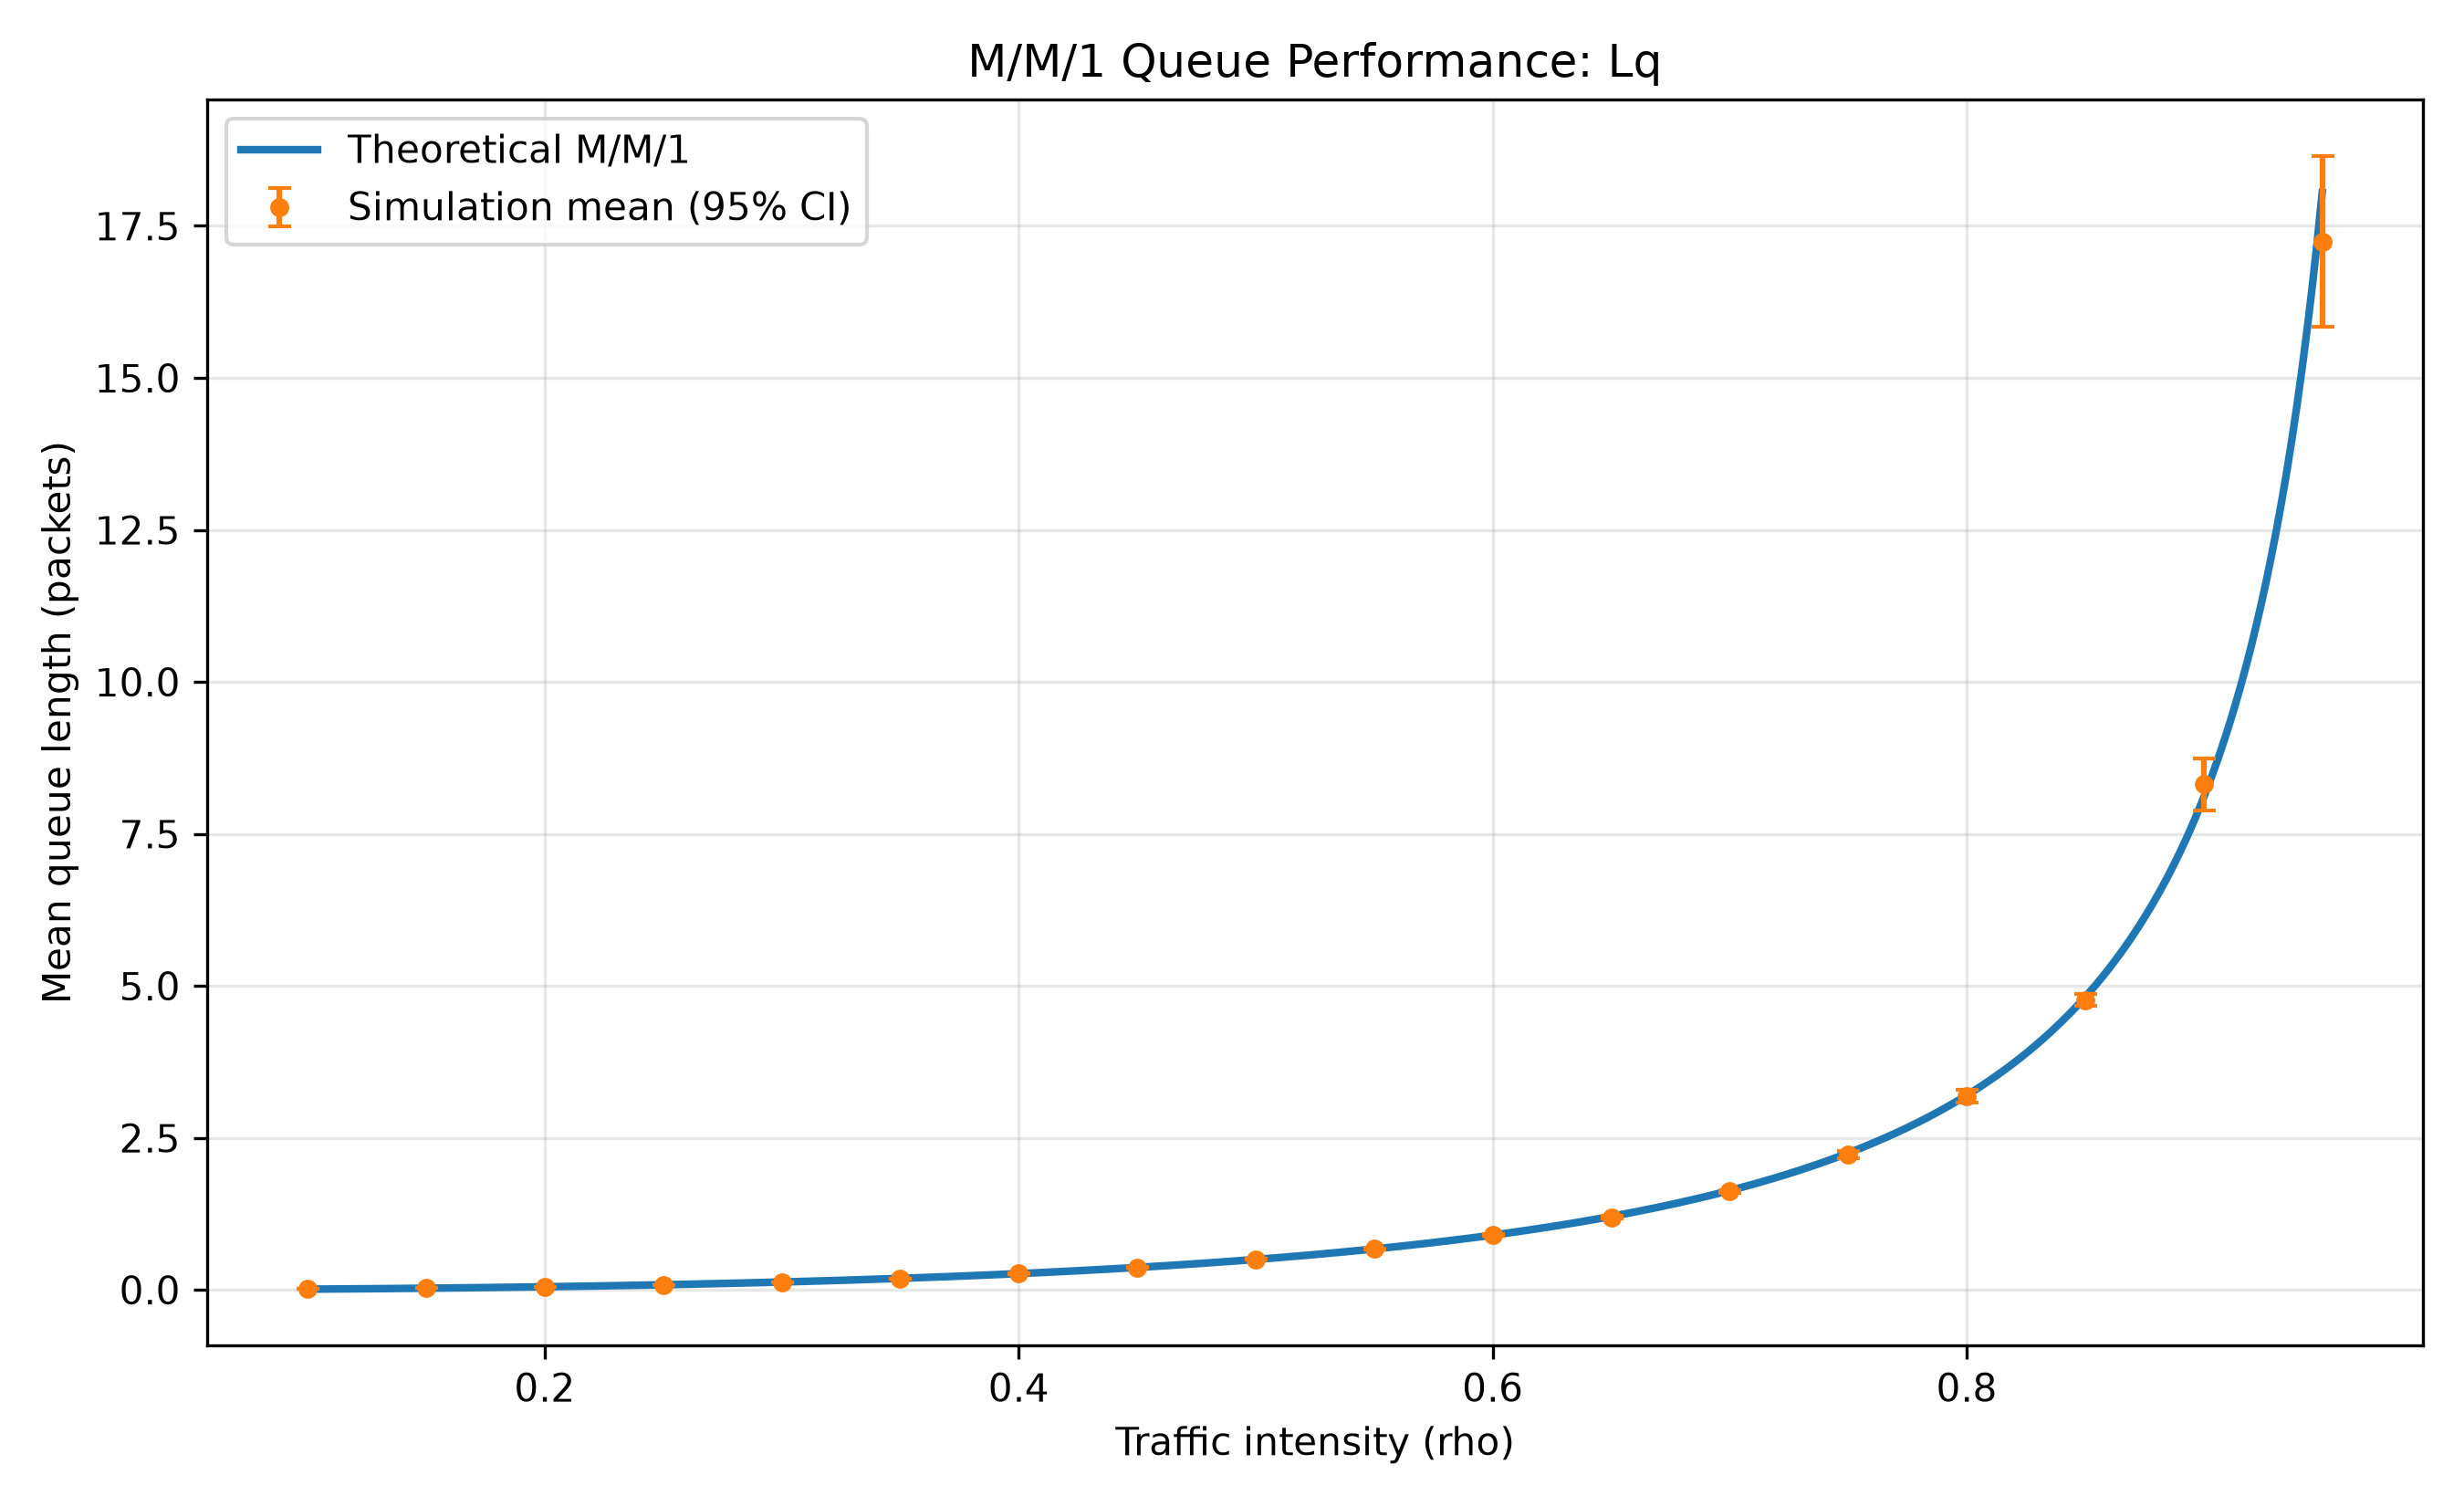 M/M/1 Queue Performance: Lq
Theoretical M/M/1
Simulation mean (95% CI)
Mean queue length (packets)
17.5
15.0
12.5
10.0
7.5
5.0
2.5
0.0
0.2 0.4 0.6 0.8
Traffic intensity (rho)